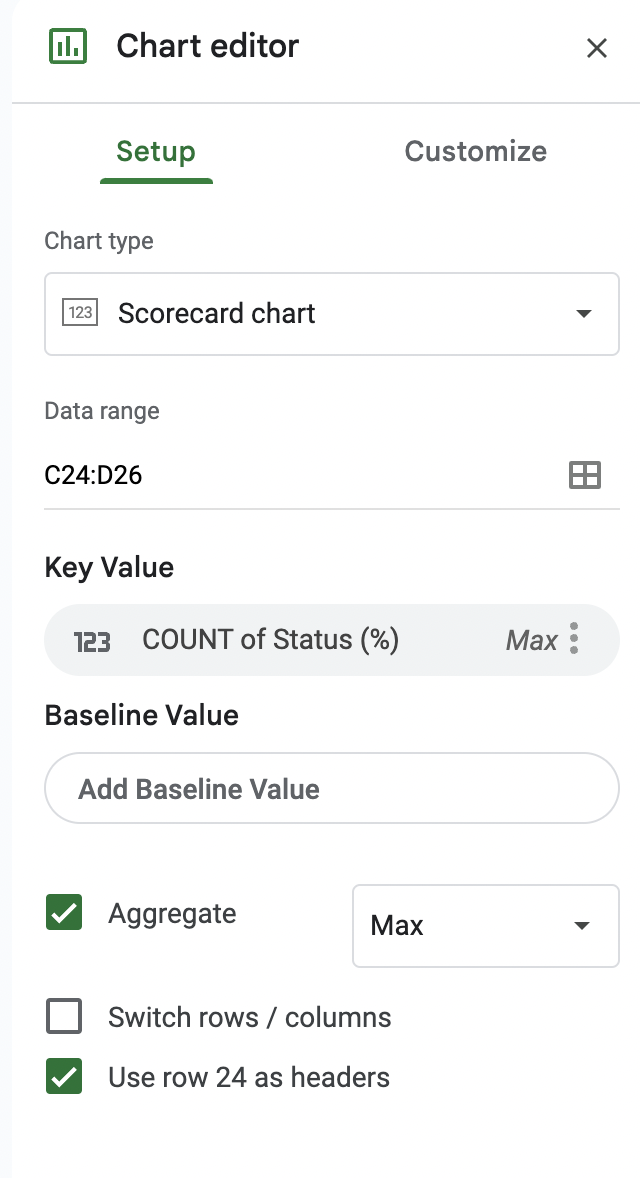 Chart editor
Setup Customize
Chart type
123 Scorecard chart
Data range
C24:D26
Key Value
123 COUNT of Status (%) Max
Baseline Value
Add Baseline Value
Aggregate Max
Switch rows / columns
Use row 24 as headers